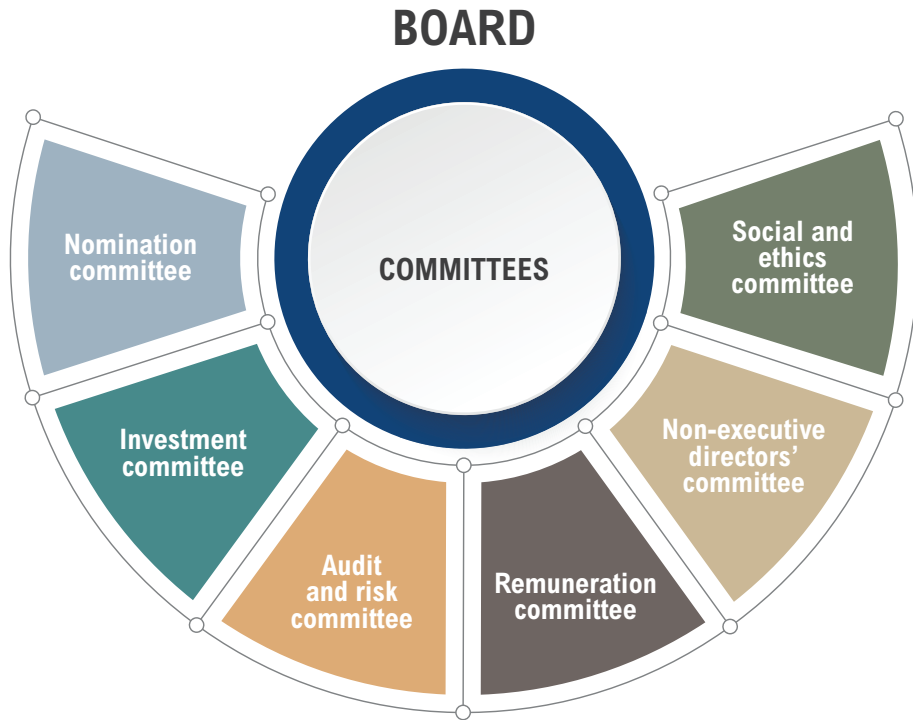 BOARD
COMMITTEES
Nomination
committee
Investment
committee
Audit
and risk
committee
Remuneration
committee
Non-executive
directors’
committee
Social and
ethics
committee